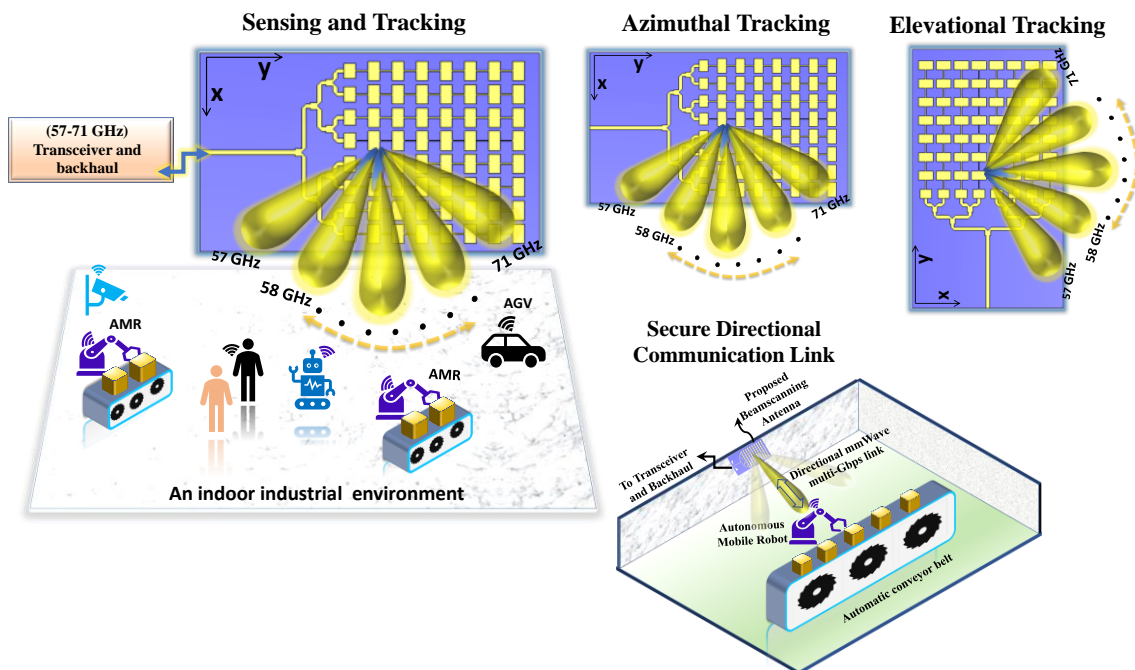 Sensing and Tracking
y
x
(57-71 GHz)
Transceiver and
backhaul
57 GHz
58 GHz
71 GHz
AMR
AGV
AMR
An indoor industrial environment
Azimuthal Tracking
y
x
57 GHz
58 GHz
71 GHz
Elevational Tracking
71 GHz
58 GHz
57 GHz
y
x
Secure Directional
Communication Link
Proposed
Beamscanning
Antenna
To Transceiver
and Backhaul
Directional mmWave
multi-Gbps link
Autonomous
Mobile Robot
Automatic conveyor belt